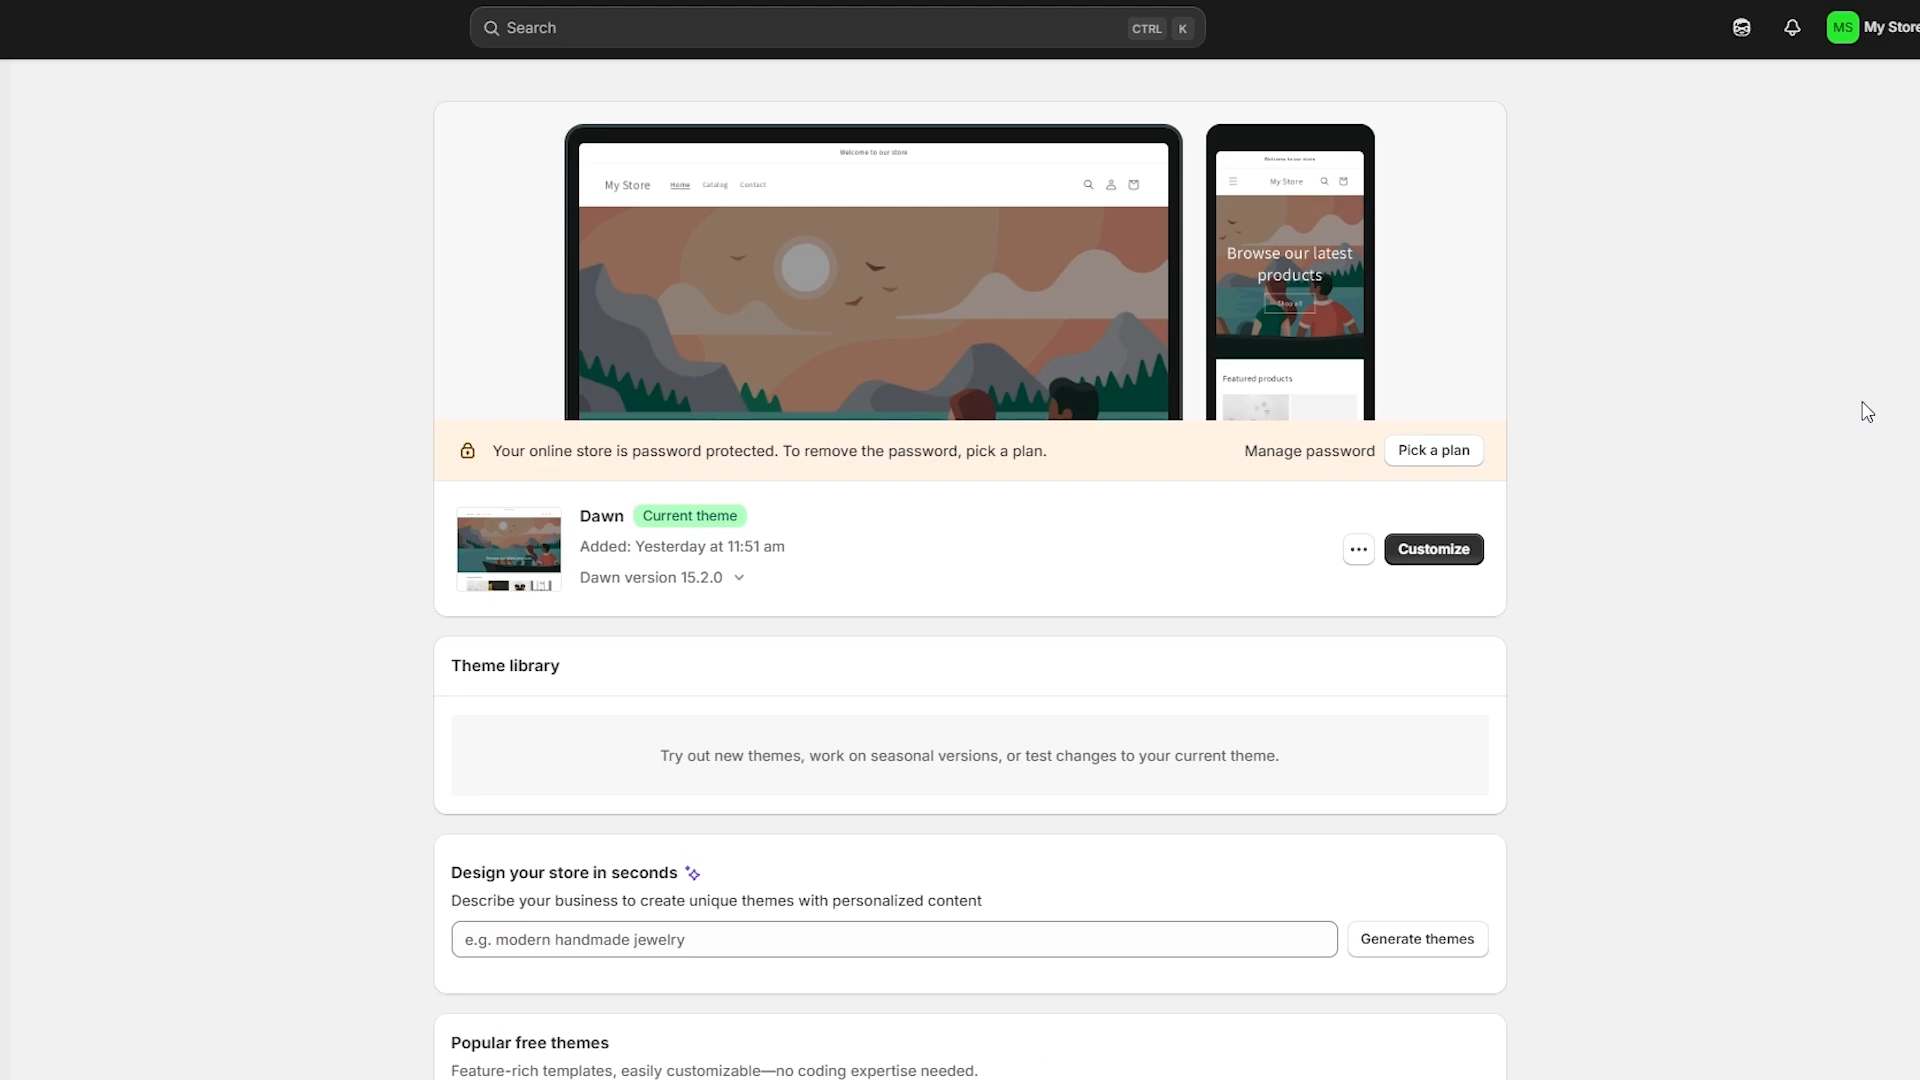 Search CTRL K MS My Store
Welcome to our store
My Store Home Catalog Contact
Welcome to our store
My Store
Browse our latest
products
Shop all
Featured products
Your online store is password protected. To remove the password, pick a plan. Manage password Pick a plan
Dawn Current theme
Added: Yesterday at 11:51 am
Dawn version 15.2.0
Customize
Theme library
Try out new themes, work on seasonal versions, or test changes to your current theme.
Design your store in seconds
Describe your business to create unique themes with personalized content
e.g. modern handmade jewelry Generate themes
Popular free themes
Feature-rich templates, easily customizable—no coding expertise needed.